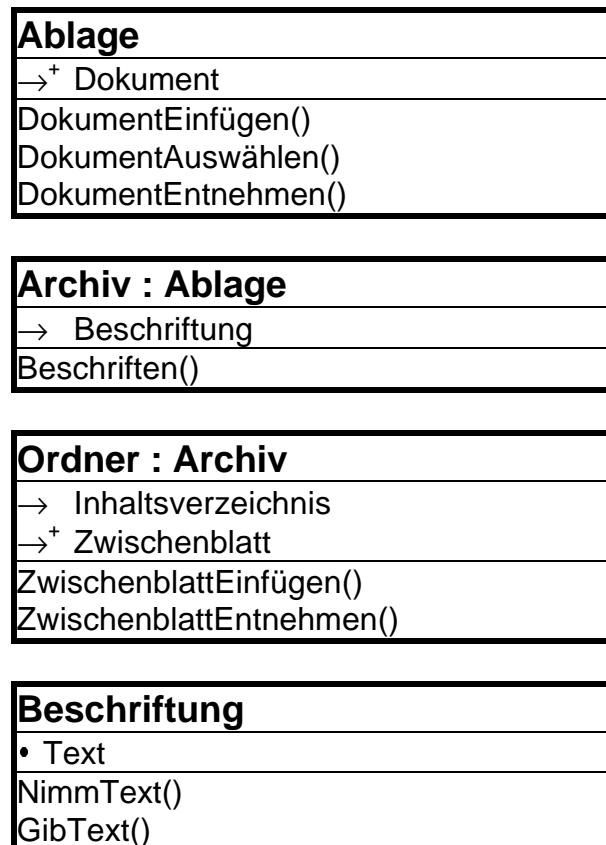 Ablage
→+ Dokument
DokumentEinfügen()
DokumentAuswählen()
DokumentEntnehmen()
Archiv : Ablage
→ Beschriftung
Beschriften()
Ordner : Archiv
→ Inhaltsverzeichnis
→+ Zwischenblatt
ZwischenblattEinfügen()
ZwischenblattEntnehmen()
Beschriftung
• Text
NimmText()
GibText()